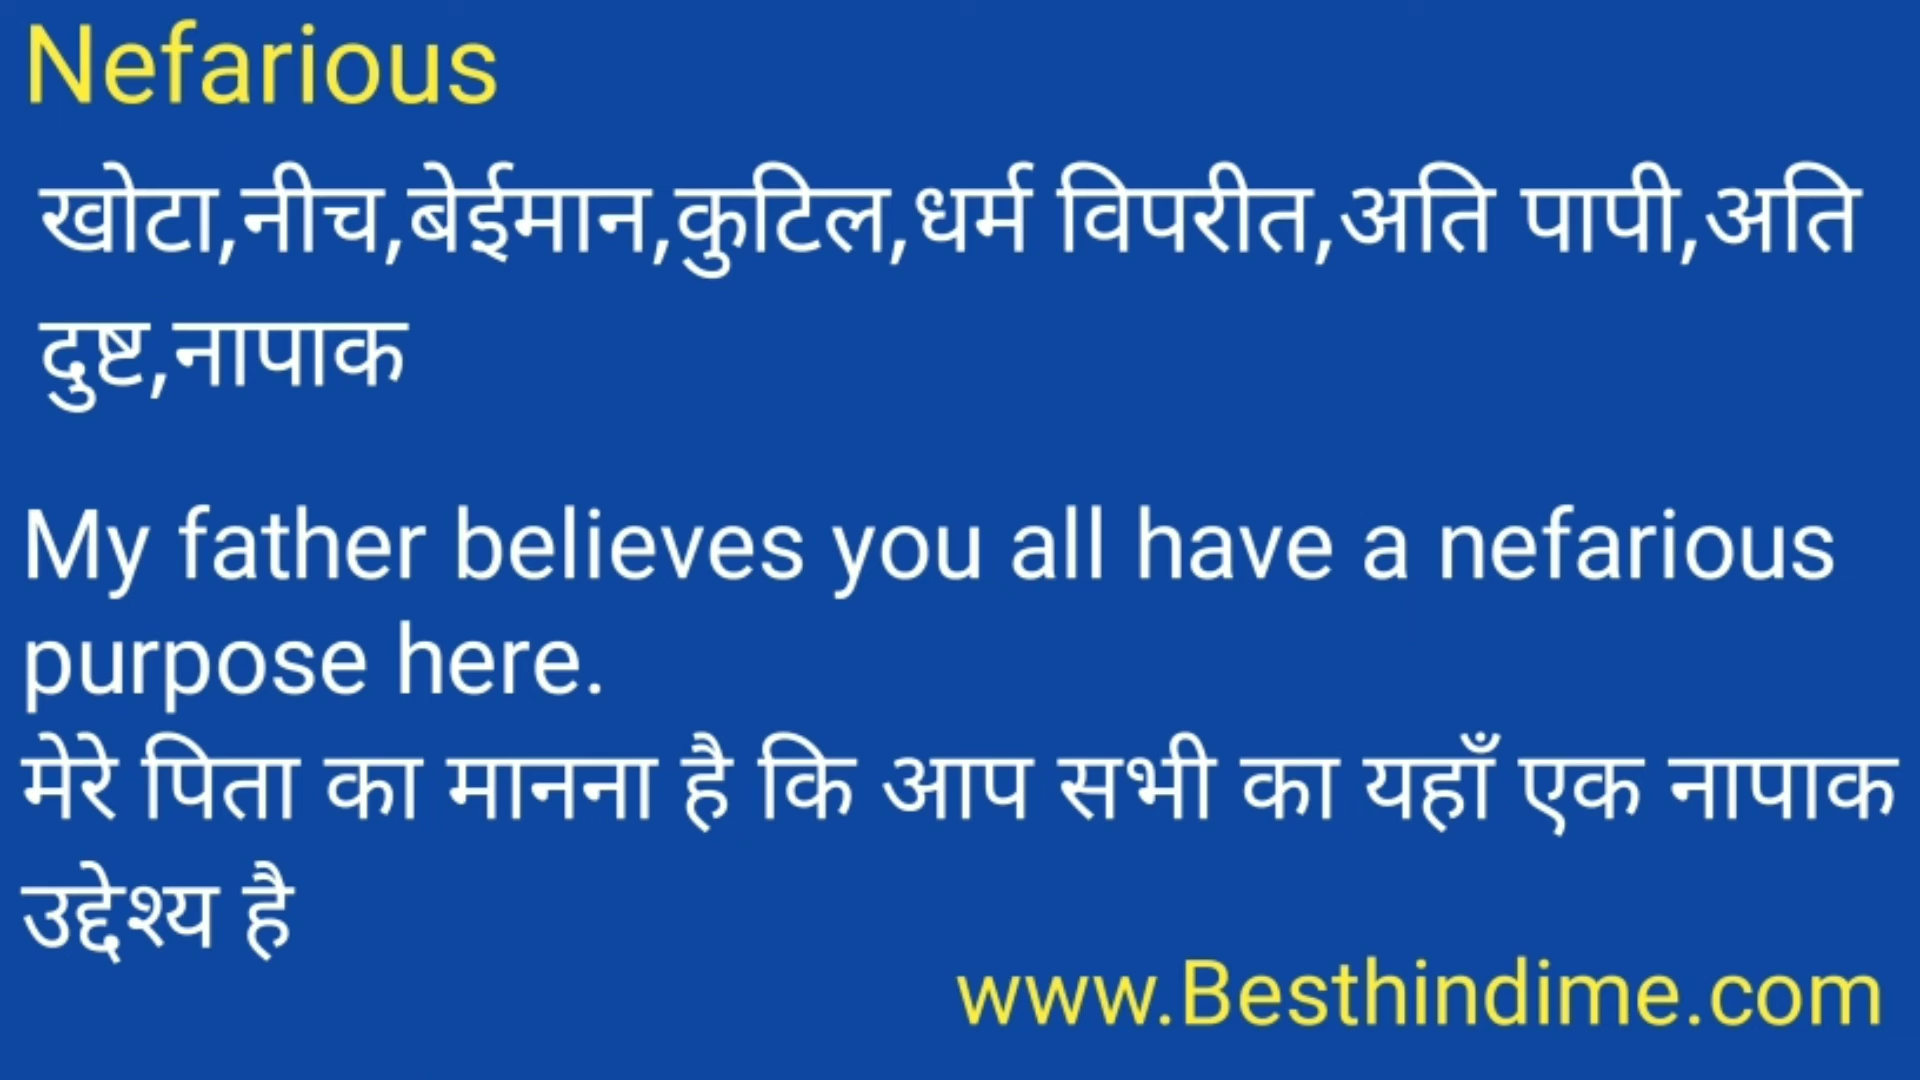 Nefarious
खोटा,नीच,बेईमान,कुटिल,धर्म विपरीत,अति पापी,अति
दुष्ट,नापाक
My father believes you all have a nefarious
purpose here.
मेरे पिता का मानना है कि आप सभी का यहाँ एक नापाक
उद्देश्य है
www.Besthindime.com